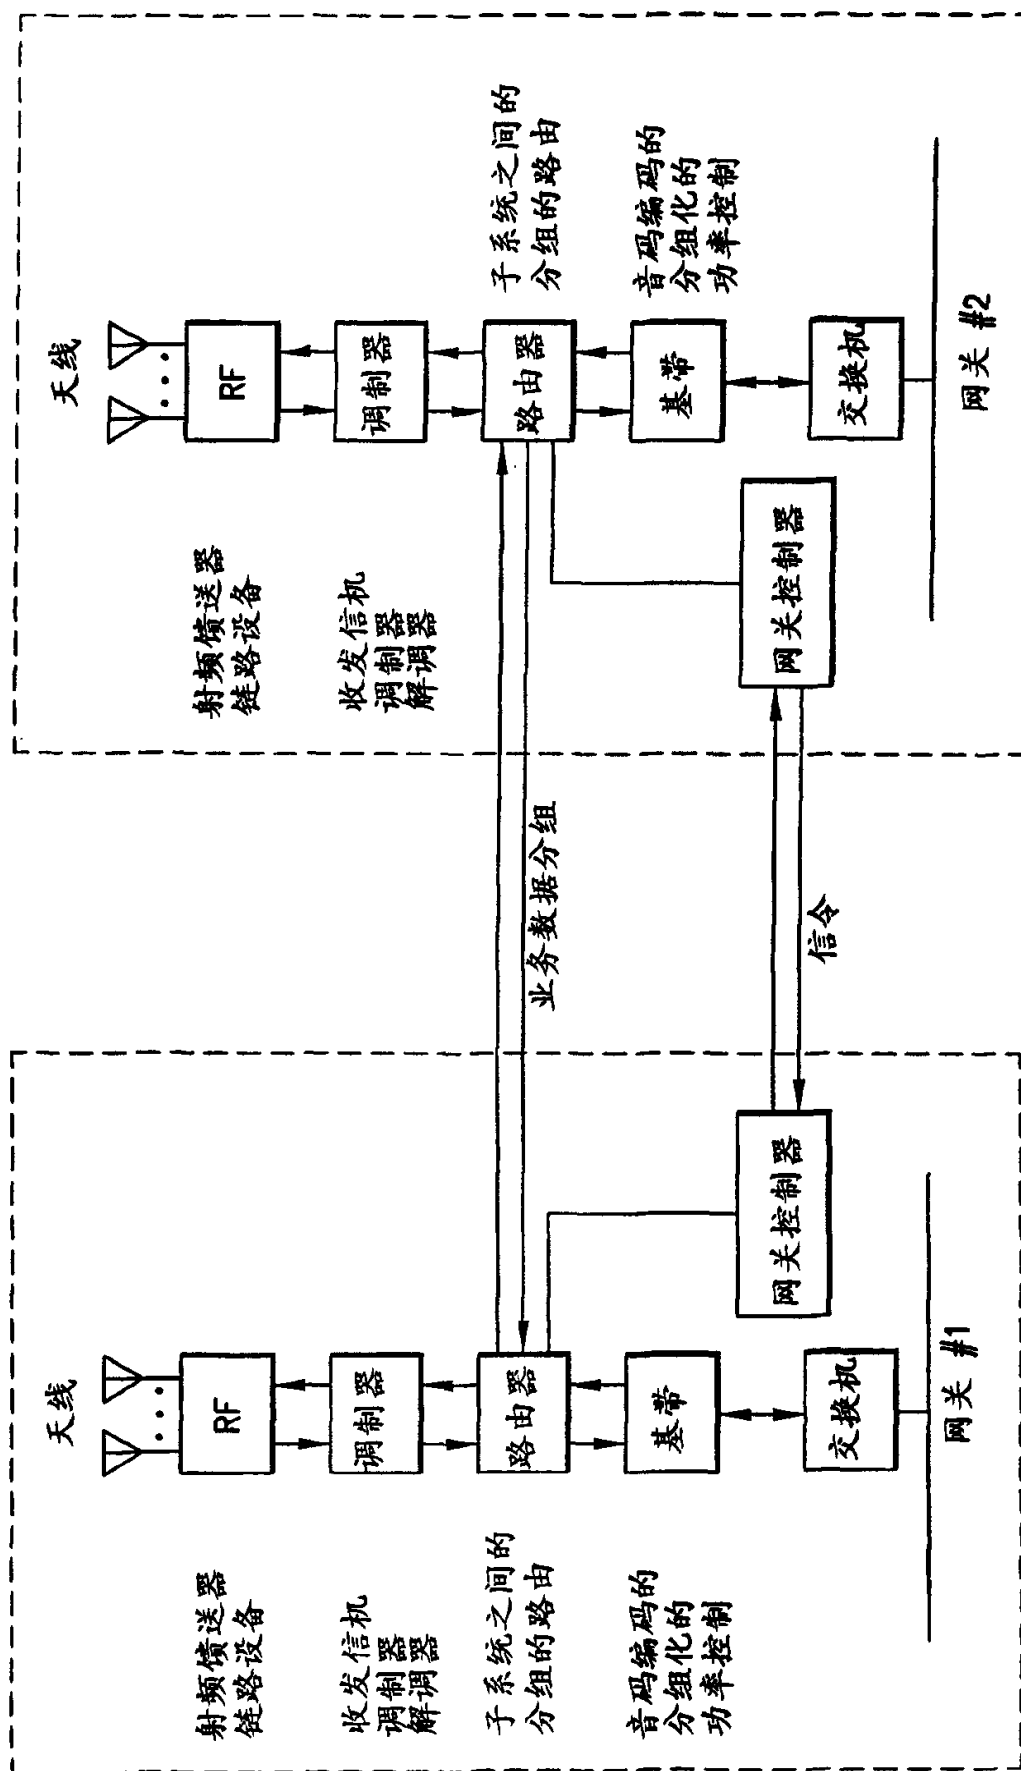 天线
RF
调制器
路由器
基带
交换机
网关 #1
网关控制器
射频馈送器
链路设备
收发信机
调制器
解调器
子系统之间的
分组的路由
音码编码的
分组化的
功率控制
业务数据分组
信令
天线
RF
调制器
路由器
基带
交换机
网关 #2
网关控制器
射频馈送器
链路设备
收发信机
调制器
解调器
子系统之间的
分组的路由
音码编码的
分组化的
功率控制